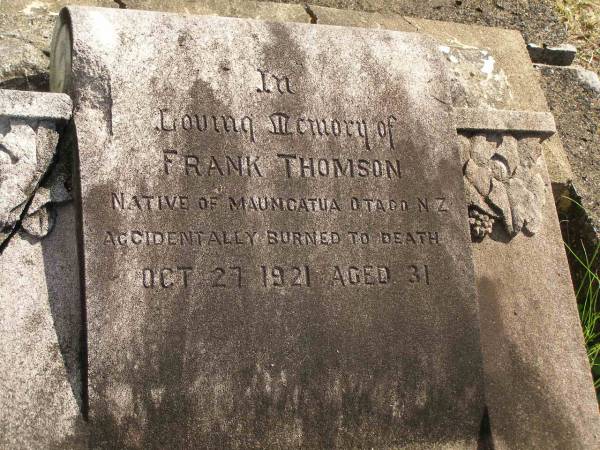 In
Loving Memory of
FRANK THOMSON
NATIVE OF MAUNGATUA OTAGO N.Z
ACCIDENTALLY BURNED TO DEATH
OCT 27 1921 AGED 31